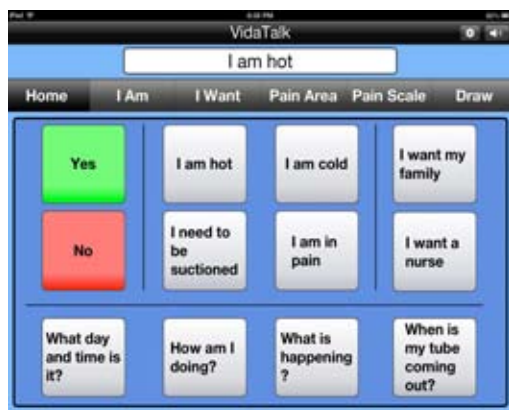 VidaTalk
I am hot
Home I Am I Want Pain Area Pain Scale Draw
Yes
I am hot
I am cold
I want my
family
No
I need to
be
suctioned
I am in
pain
I want a
nurse
What day
and time is
it?
How am I
doing?
What is
happening
?
When is
my tube
coming
out?